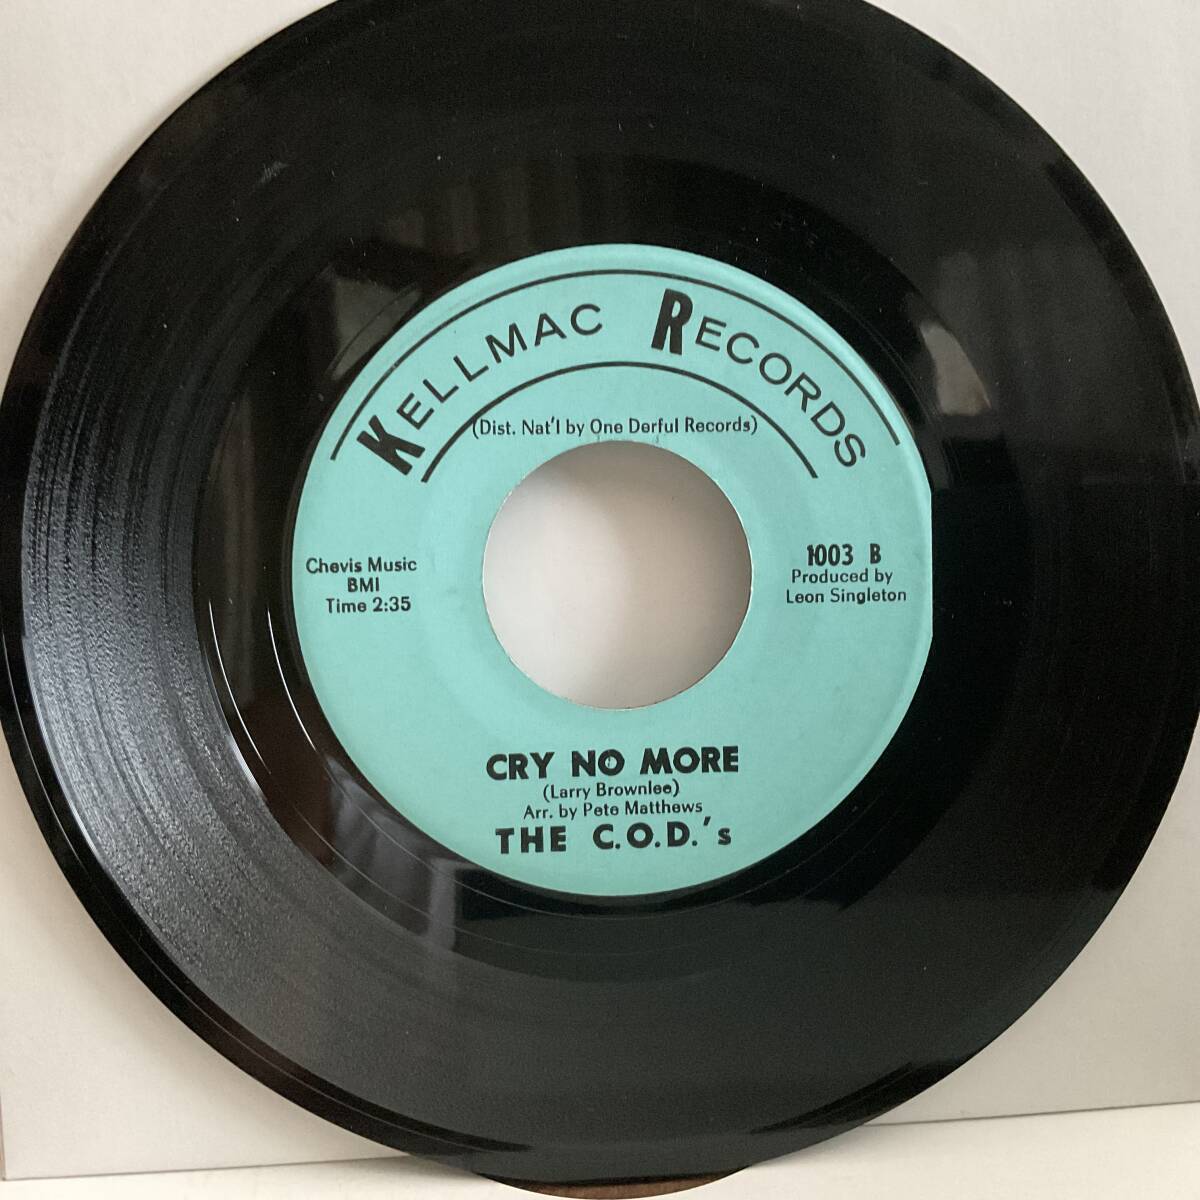 KELLMAC RECORDS
(Dist. Nat'l by One Derful Records)
Chevis Music
BMI
Time 2:35
1003 B
Produced by
Leon Singleton
CRY NO MORE
(Larry Brownlee)
Arr. by Pete Matthews
THE C.O.D.'s